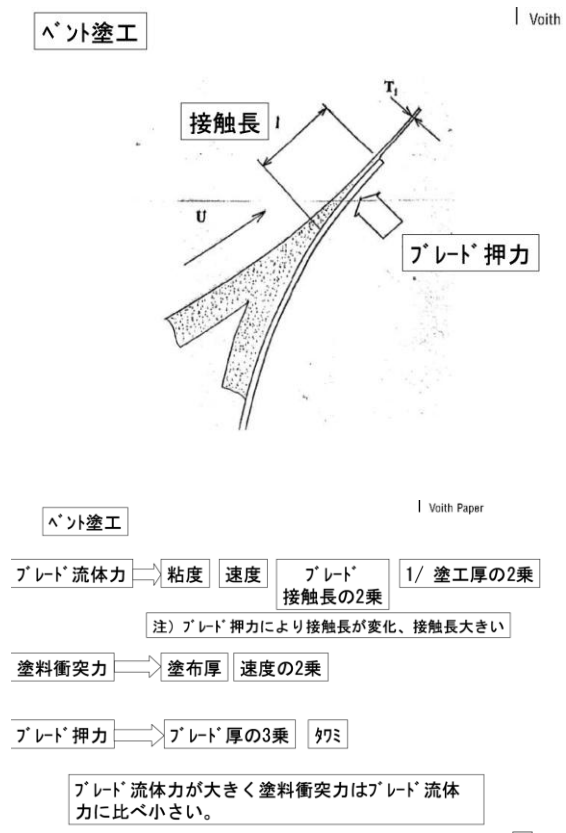 ﾍﾞﾝﾄ塗工
Voith
T₁
接触長 l
U
ﾌﾞﾚｰﾄﾞ押力
ﾍﾞﾝﾄ塗工
Voith Paper
ﾌﾞﾚｰﾄﾞ流体力 粘度 速度 ﾌﾞﾚｰﾄﾞ 1/ 塗工厚の2乗
接触長の2乗
注）ﾌﾞﾚｰﾄﾞ押力により接触長が変化、接触長大きい
塗料衝突力 塗布厚 速度の2乗
ﾌﾞﾚｰﾄﾞ押力 ﾌﾞﾚｰﾄﾞ厚の3乗 ﾀﾜﾐ
ﾌﾞﾚｰﾄﾞ流体力が大きく塗料衝突力はﾌﾞﾚｰﾄﾞ流体
力に比べ小さい。